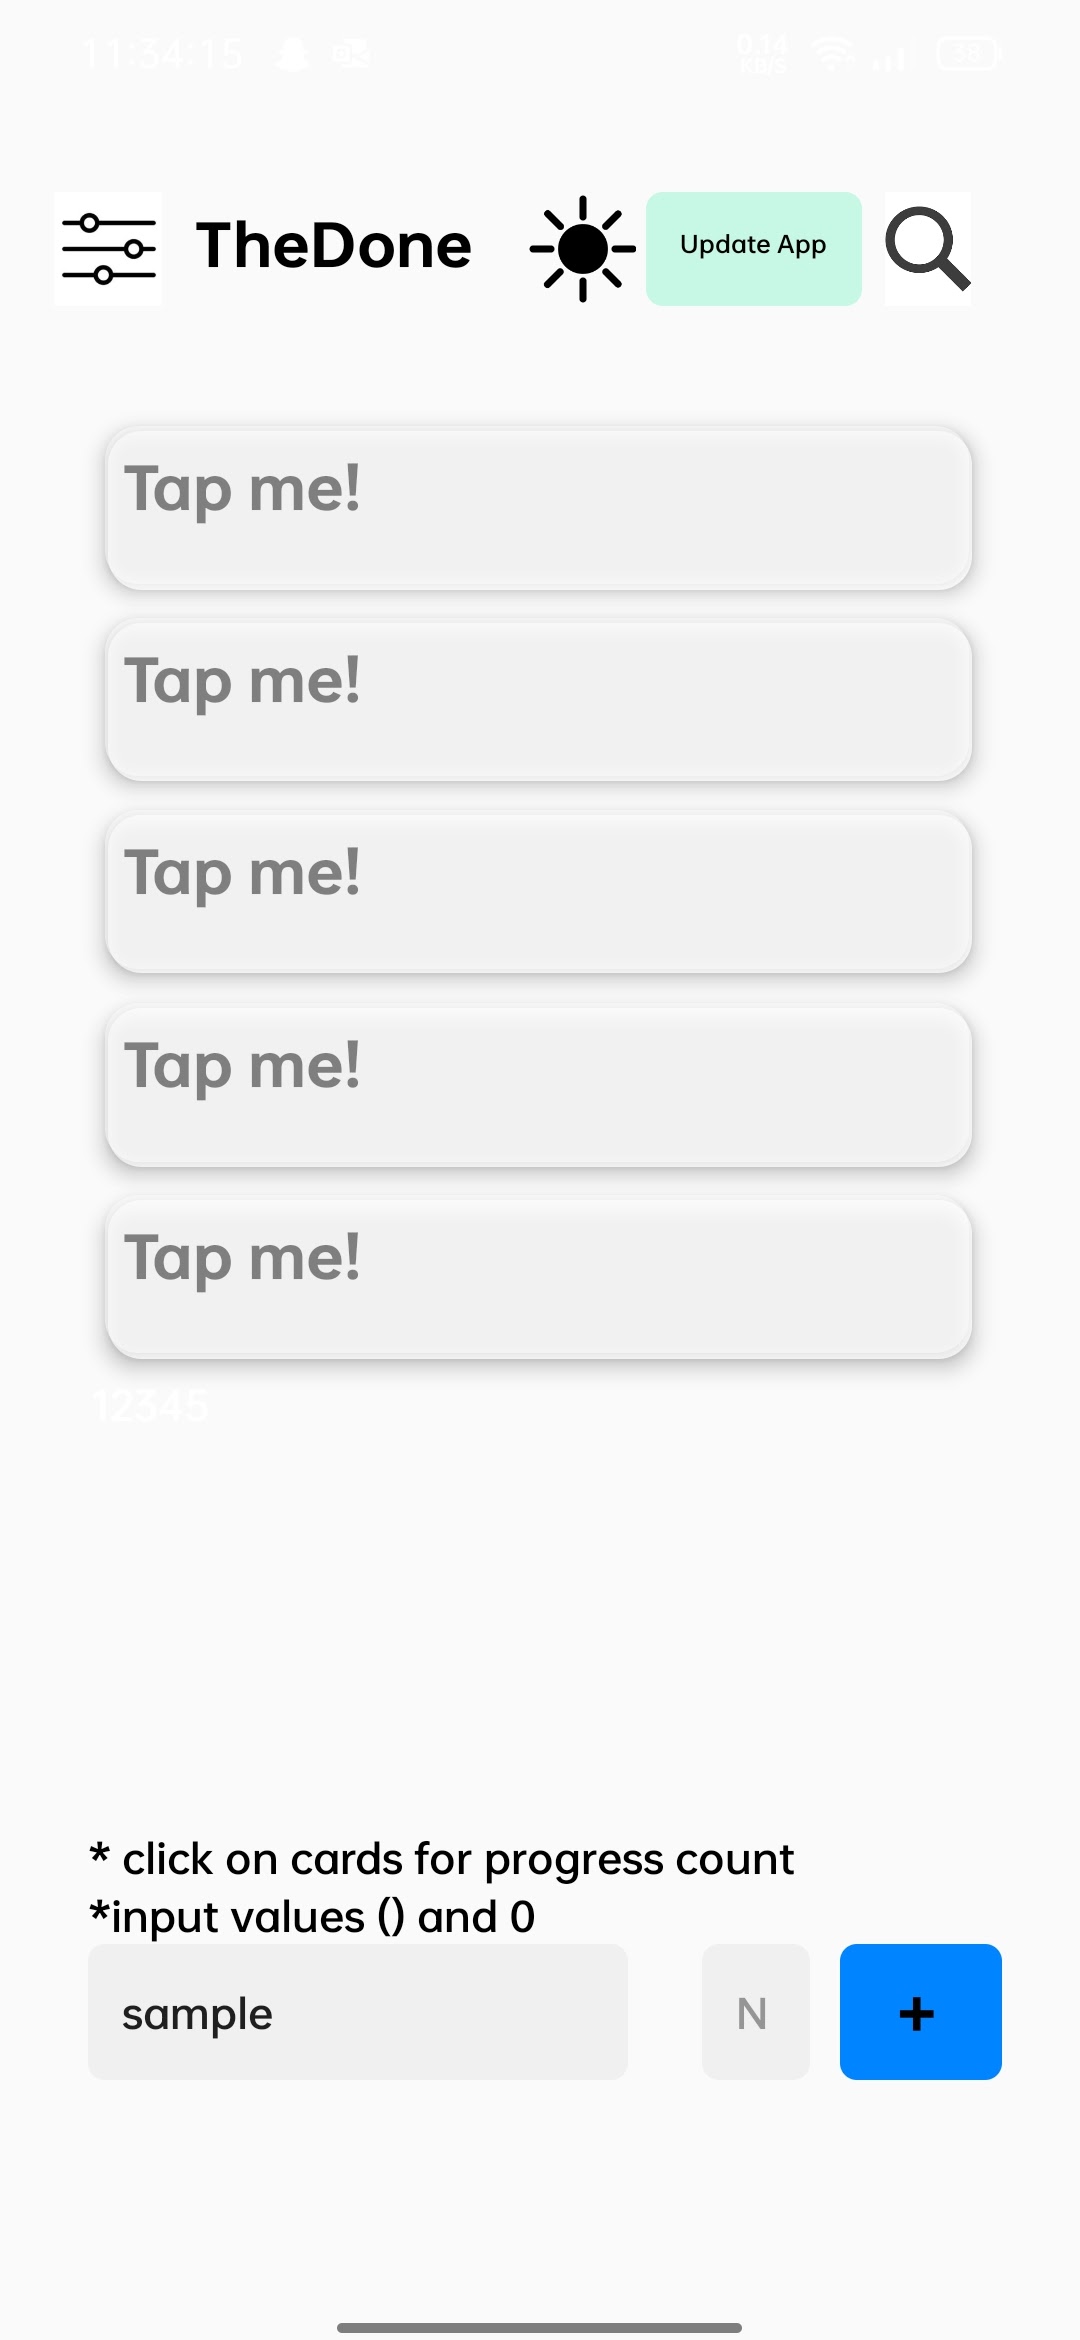 11:34:15 0.14 KB/S 38
TheDone Update App
Tap me!
Tap me!
Tap me!
Tap me!
Tap me!
12345
* click on cards for progress count
*input values () and 0
sample N +